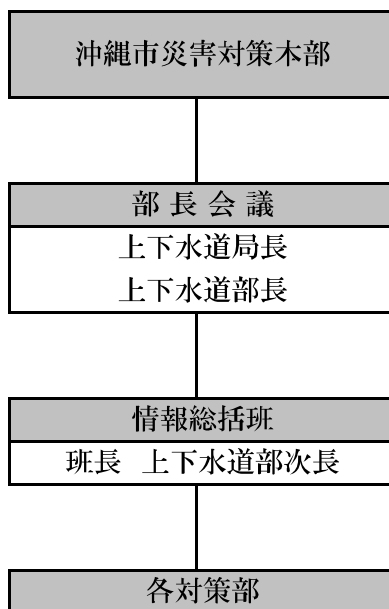 沖縄市災害対策本部
部長会議
上下水道局長
上下水道部長
情報総括班
班長 上下水道部次長
各対策部